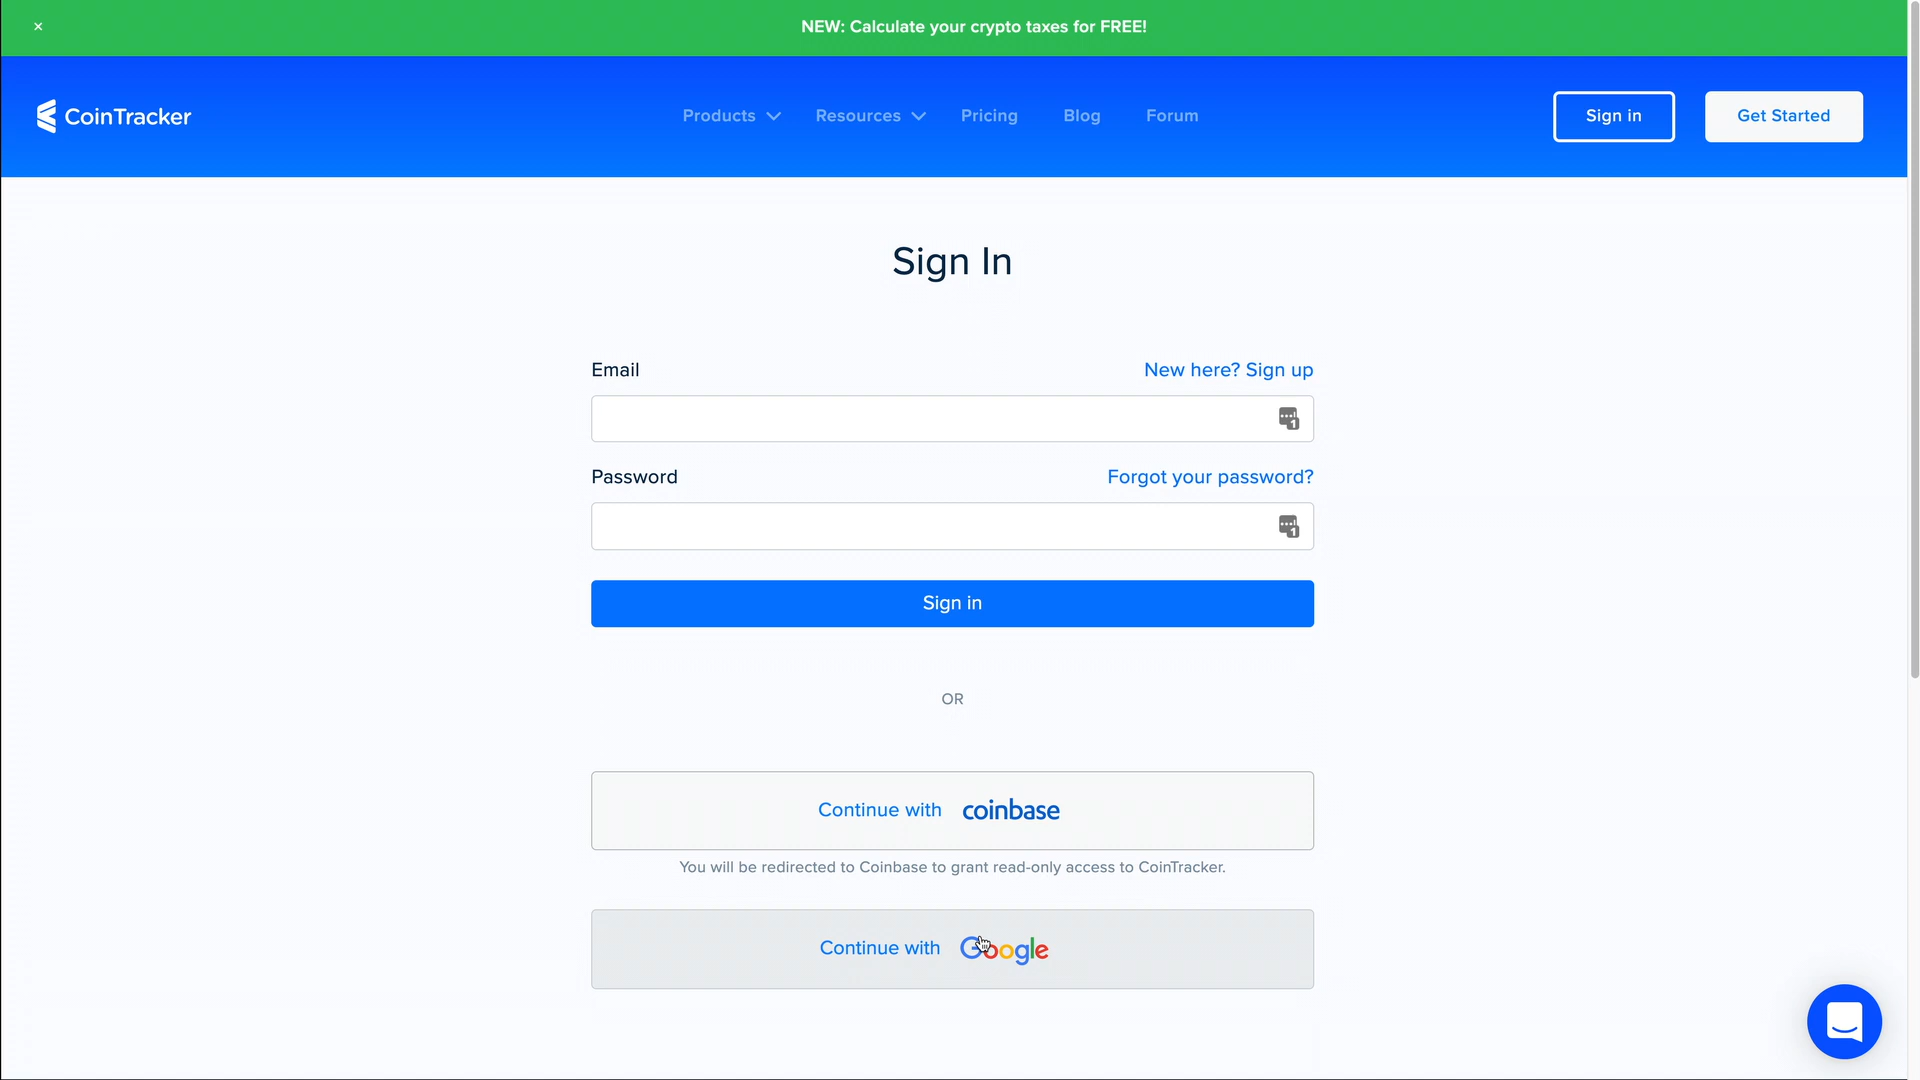 × NEW: Calculate your crypto taxes for FREE!
CoinTracker Products Resources Pricing Blog Forum Sign in Get Started
Sign In
Email New here? Sign up
Password Forgot your password?
Sign in
OR
Continue with coinbase
You will be redirected to Coinbase to grant read-only access to CoinTracker.
Continue with Google